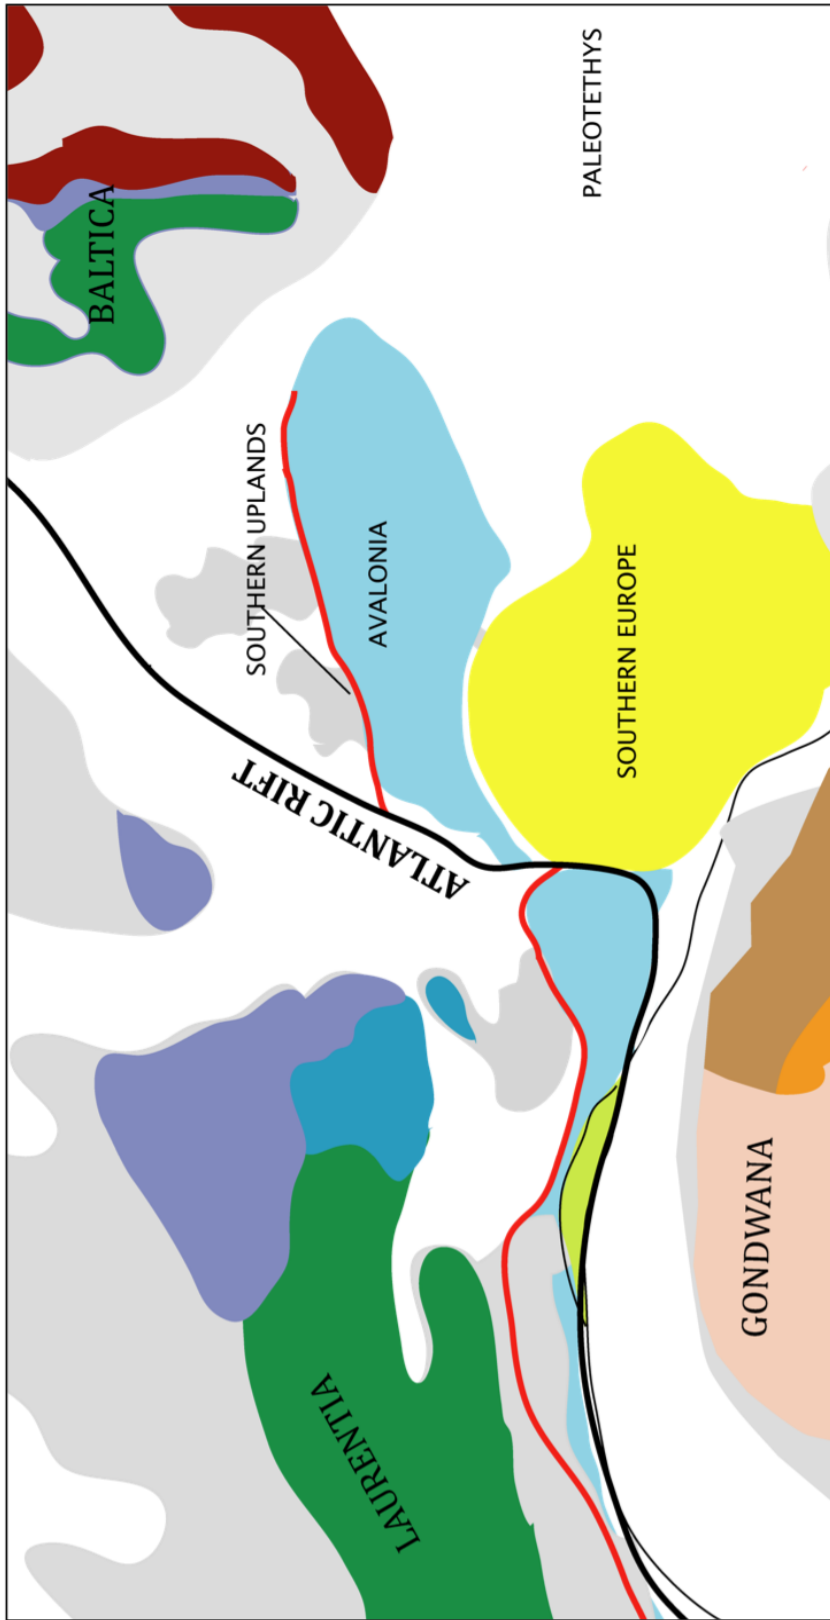 BALTICA
PALEOTETHYS
SOUTHERN UPLANDS
AVALONIA
SOUTHERN EUROPE
ATLANTIC RIFT
LAURENTIA
GONDWANA